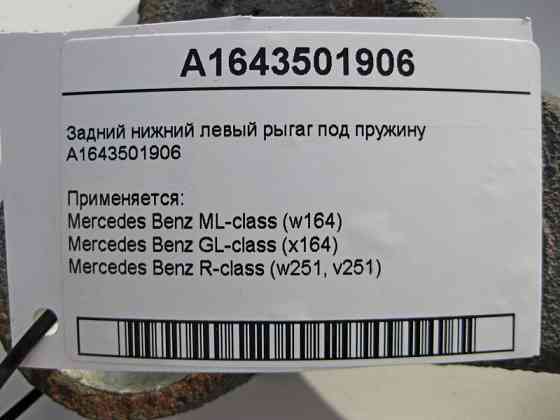 A1643501906
Задний нижний левый рыгаг под пружину
A1643501906
Применяется:
Mercedes Benz ML-class (w164)
Mercedes Benz GL-class (x164)
Mercedes Benz R-class (w251, v251)